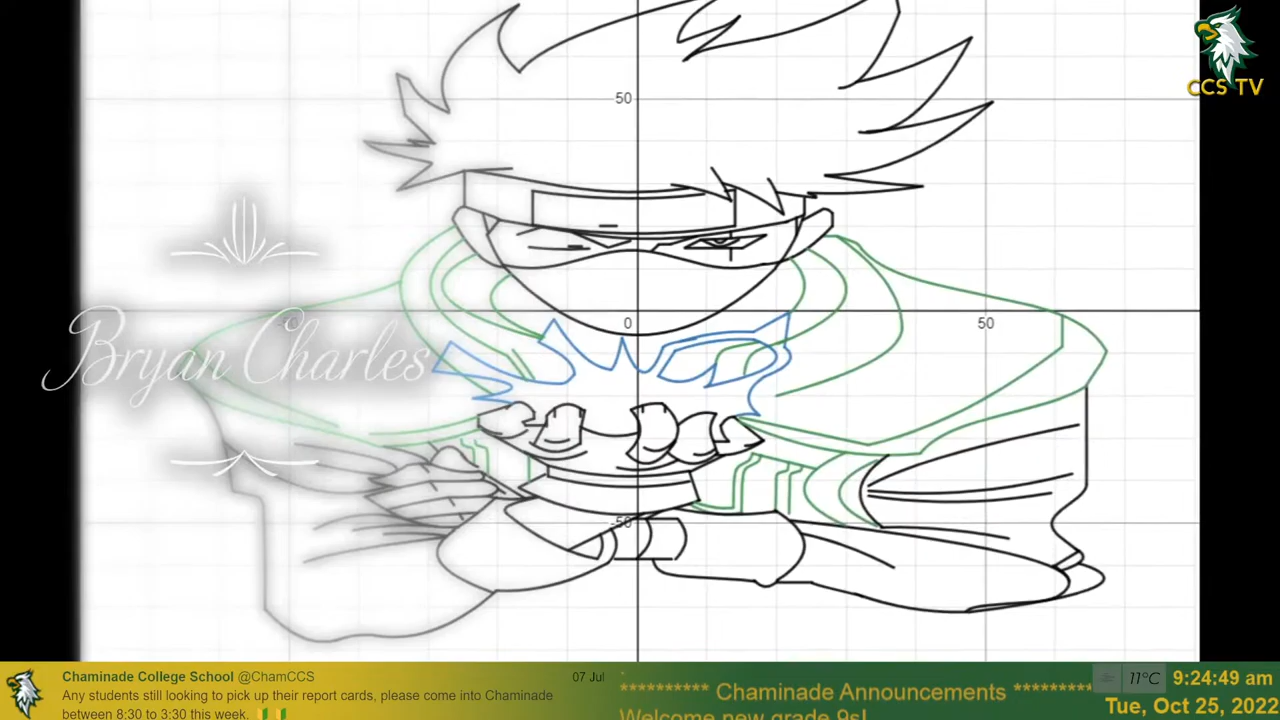 CCS TV
50
0
50
-50
Bryan Charles
Chaminade College School @ChamCCS 07 Jul
Any students still looking to pick up their report cards, please come into Chaminade
between 8:30 to 3:30 this week.
********** Chaminade Announcements **********
Welcome new grade 9s!
11°C
9:24:49 am
Tue, Oct 25, 2022